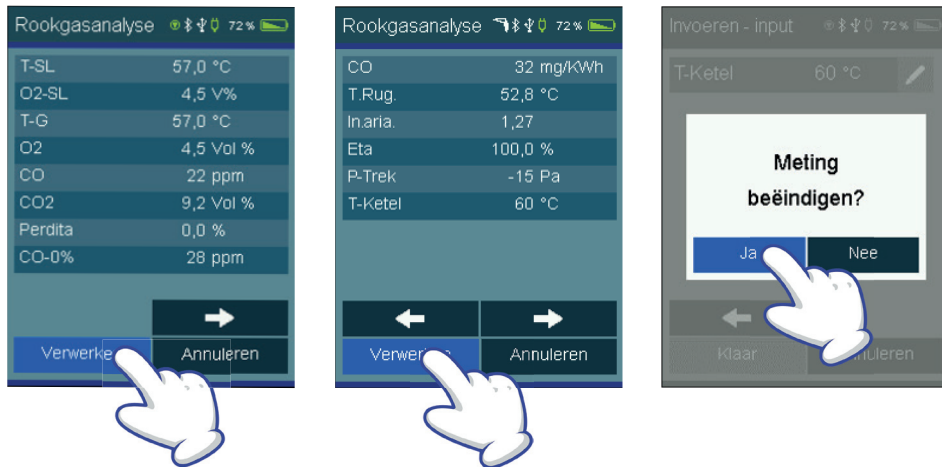 Rookgasanalyse 72 %
T-SL 57,0 °C
O2-SL 4,5 V%
T-G 57,0 °C
O2 4,5 Vol %
CO 22 ppm
CO2 9,2 Vol %
Perdita 0,0 %
CO-0% 28 ppm
Verwerke
Annuleren
Rookgasanalyse 72 %
CO 32 mg/KWh
T.Rug. 52,8 °C
In.aria. 1,27
Eta 100,0 %
P-Trek -15 Pa
T-Ketel 60 °C
Annuleren
Invoeren - input 72 %
T-Ketel 60 °C
Meting
beëindigen?
Ja Nee
Klaar